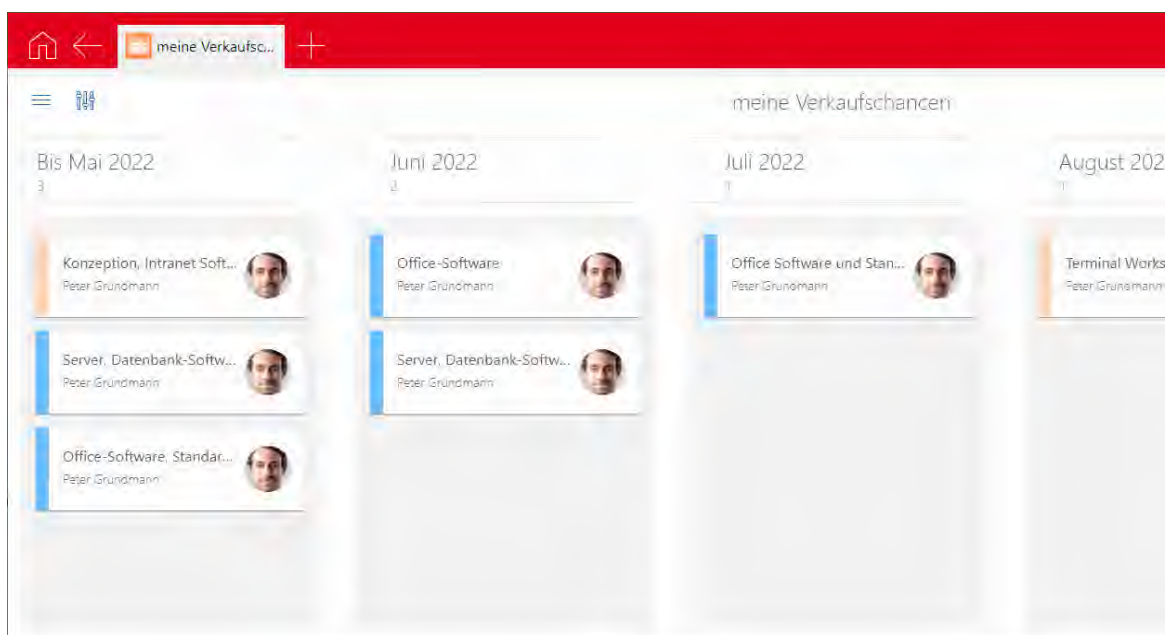 meine Verkaufsc...
meine Verkaufschancen
Bis Mai 2022
3
Konzeption, Intranet Soft...
Peter Grundmann
Server, Datenbank-Softw...
Peter Grundmann
Office-Software, Standar...
Peter Grundmann
Juni 2022
2
Office-Software
Peter Grundmann
Server, Datenbank-Softw...
Peter Grundmann
Juli 2022
1
Office Software und Stan...
Peter Grundmann
August 202
1
Terminal Works
Peter Grundmann